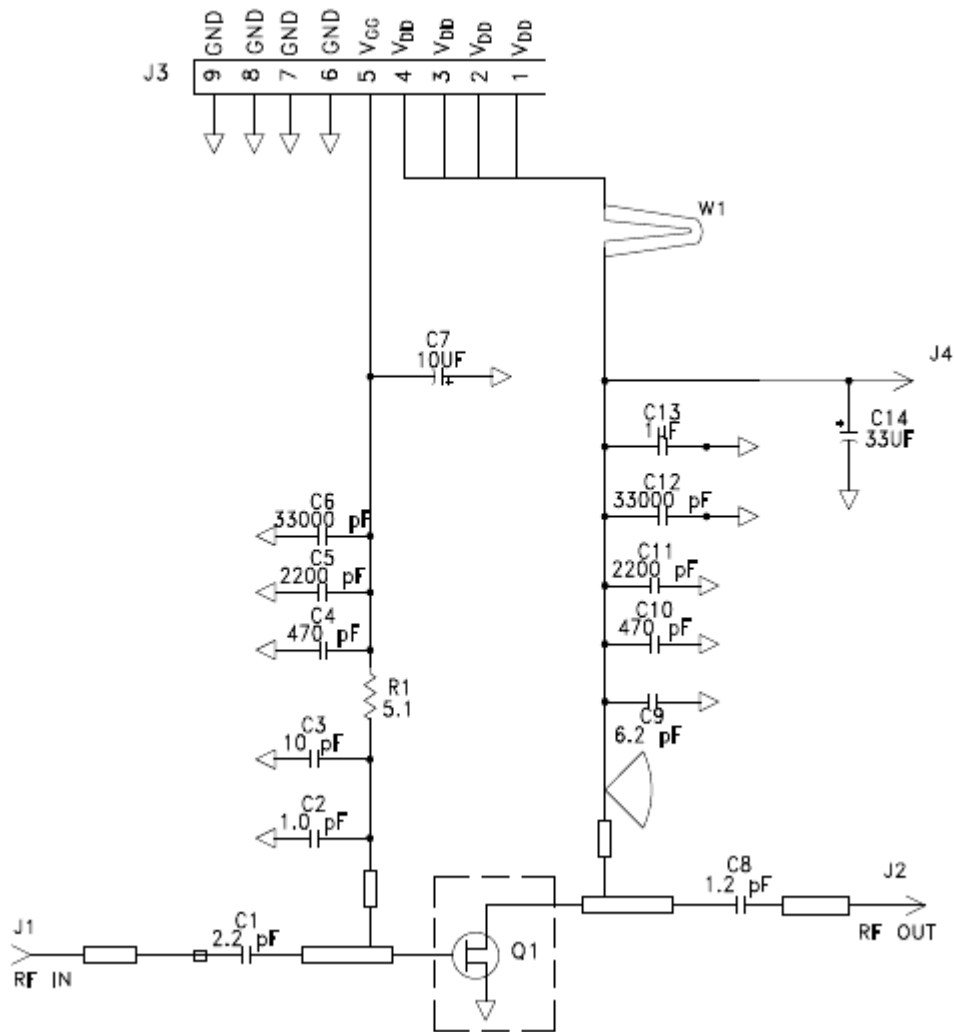 GND GND GND GND VGG VDD VDD VDD VDD
J3 9 8 7 6 5 4 3 2 1
W1
C7
10UF
J4
C13
1 µF
C14
33UF
+
+
C12
33000 pF
C6
33000 pF
C11
2200 pF
C5
2200 pF
C10
470 pF
C4
470 pF
R1
5.1
C9
6.2 pF
C3
10 pF
C2
1.0 pF
C8
1.2 pF
J2
RF OUT
J1
RF IN
C1
2.2 pF
Q1